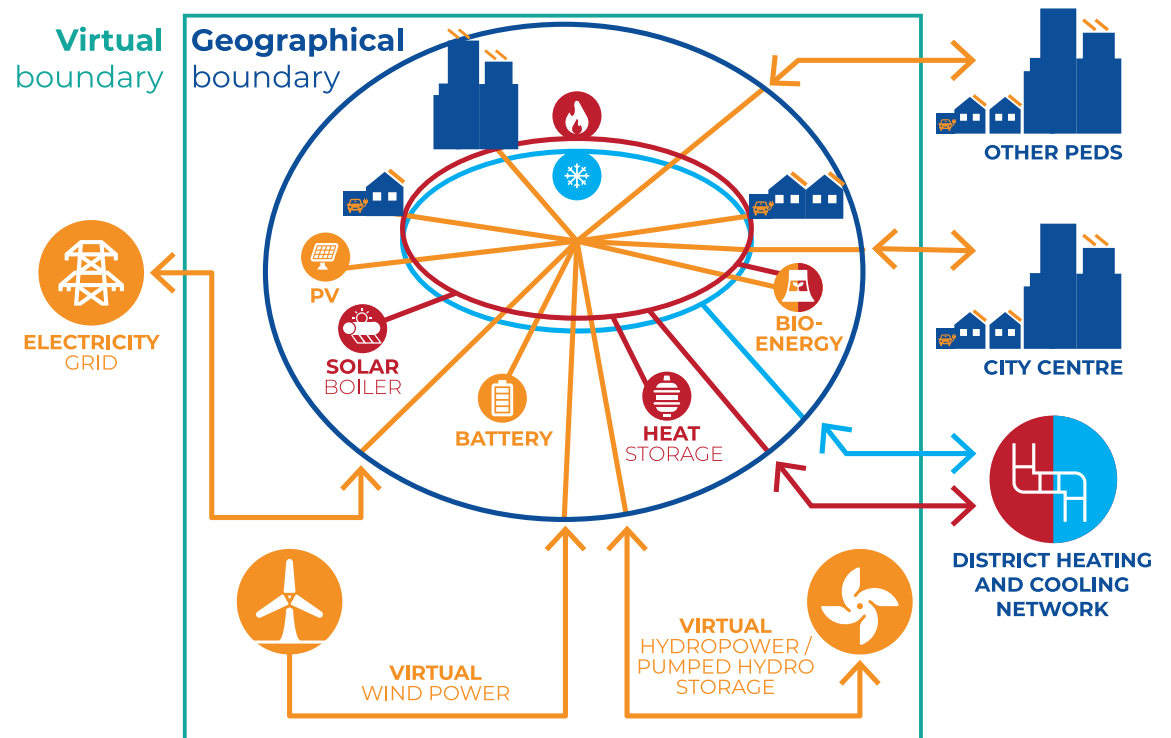 Virtual
boundary
Geographical
boundary
OTHER PEDS
ELECTRICITY
GRID
PV
SOLAR
BOILER
BATTERY
HEAT
STORAGE
BIO-
ENERGY
CITY CENTRE
DISTRICT HEATING
AND COOLING
NETWORK
VIRTUAL
WIND POWER
VIRTUAL
HYDROPOWER /
PUMPED HYDRO
STORAGE